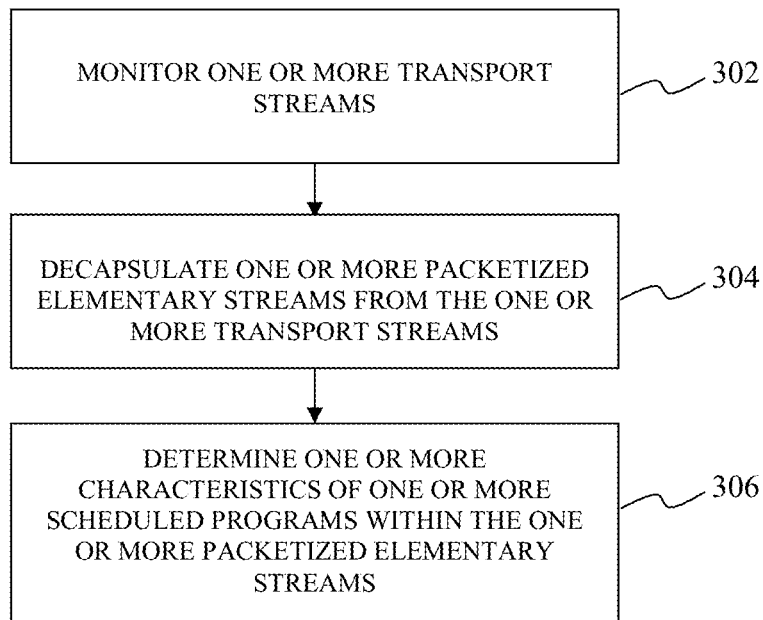 MONITOR ONE OR MORE TRANSPORT
STREAMS
302
DECAPSULATE ONE OR MORE PACKETIZED
ELEMENTARY STREAMS FROM THE ONE OR
MORE TRANSPORT STREAMS
304
DETERMINE ONE OR MORE
CHARACTERISTICS OF ONE OR MORE
SCHEDULED PROGRAMS WITHIN THE ONE
OR MORE PACKETIZED ELEMENTARY
STREAMS
306